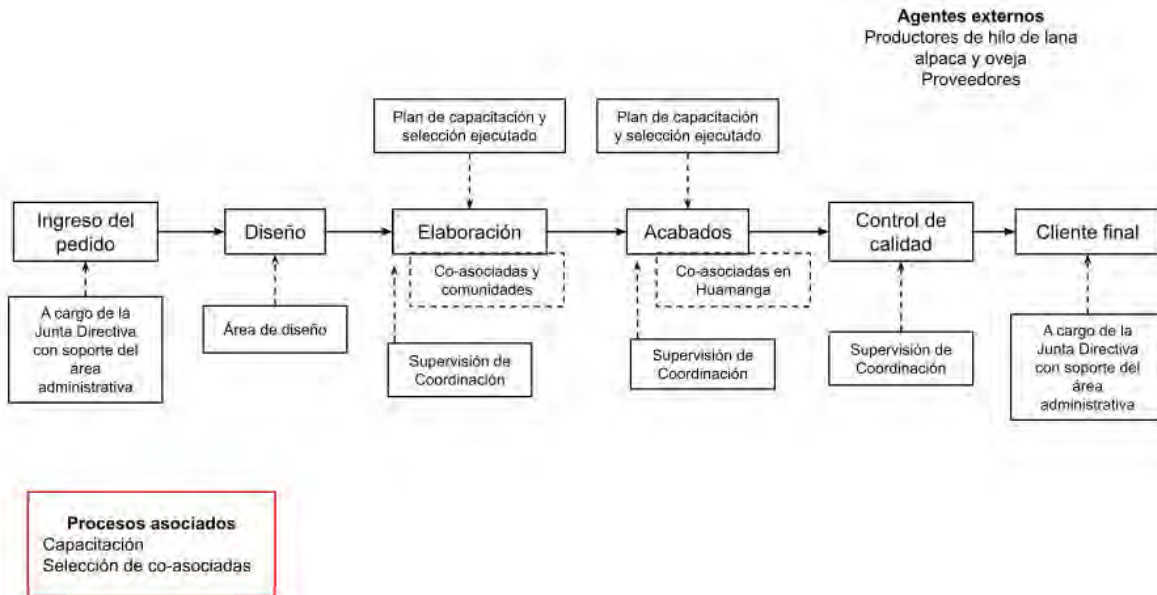 Agentes externos
Productores de hilo de lana
alpaca y oveja
Proveedores
Plan de capacitación y
selección ejecutado
Plan de capacitación
y selección ejecutado
Ingreso del
pedido
Diseño
Elaboración
Acabados
Control de
calidad
Cliente final
Co-asociadas y
comunidades
Co-asociadas en
Huamanga
A cargo de la
Junta Directiva
con soporte del
área
administrativa
Área de diseño
Supervisión de
Coordinación
Supervisión de
Coordinación
Supervisión de
Coordinación
A cargo de la
Junta Directiva
con soporte del
área
administrativa
Procesos asociados
Capacitación
Selección de co-asociadas